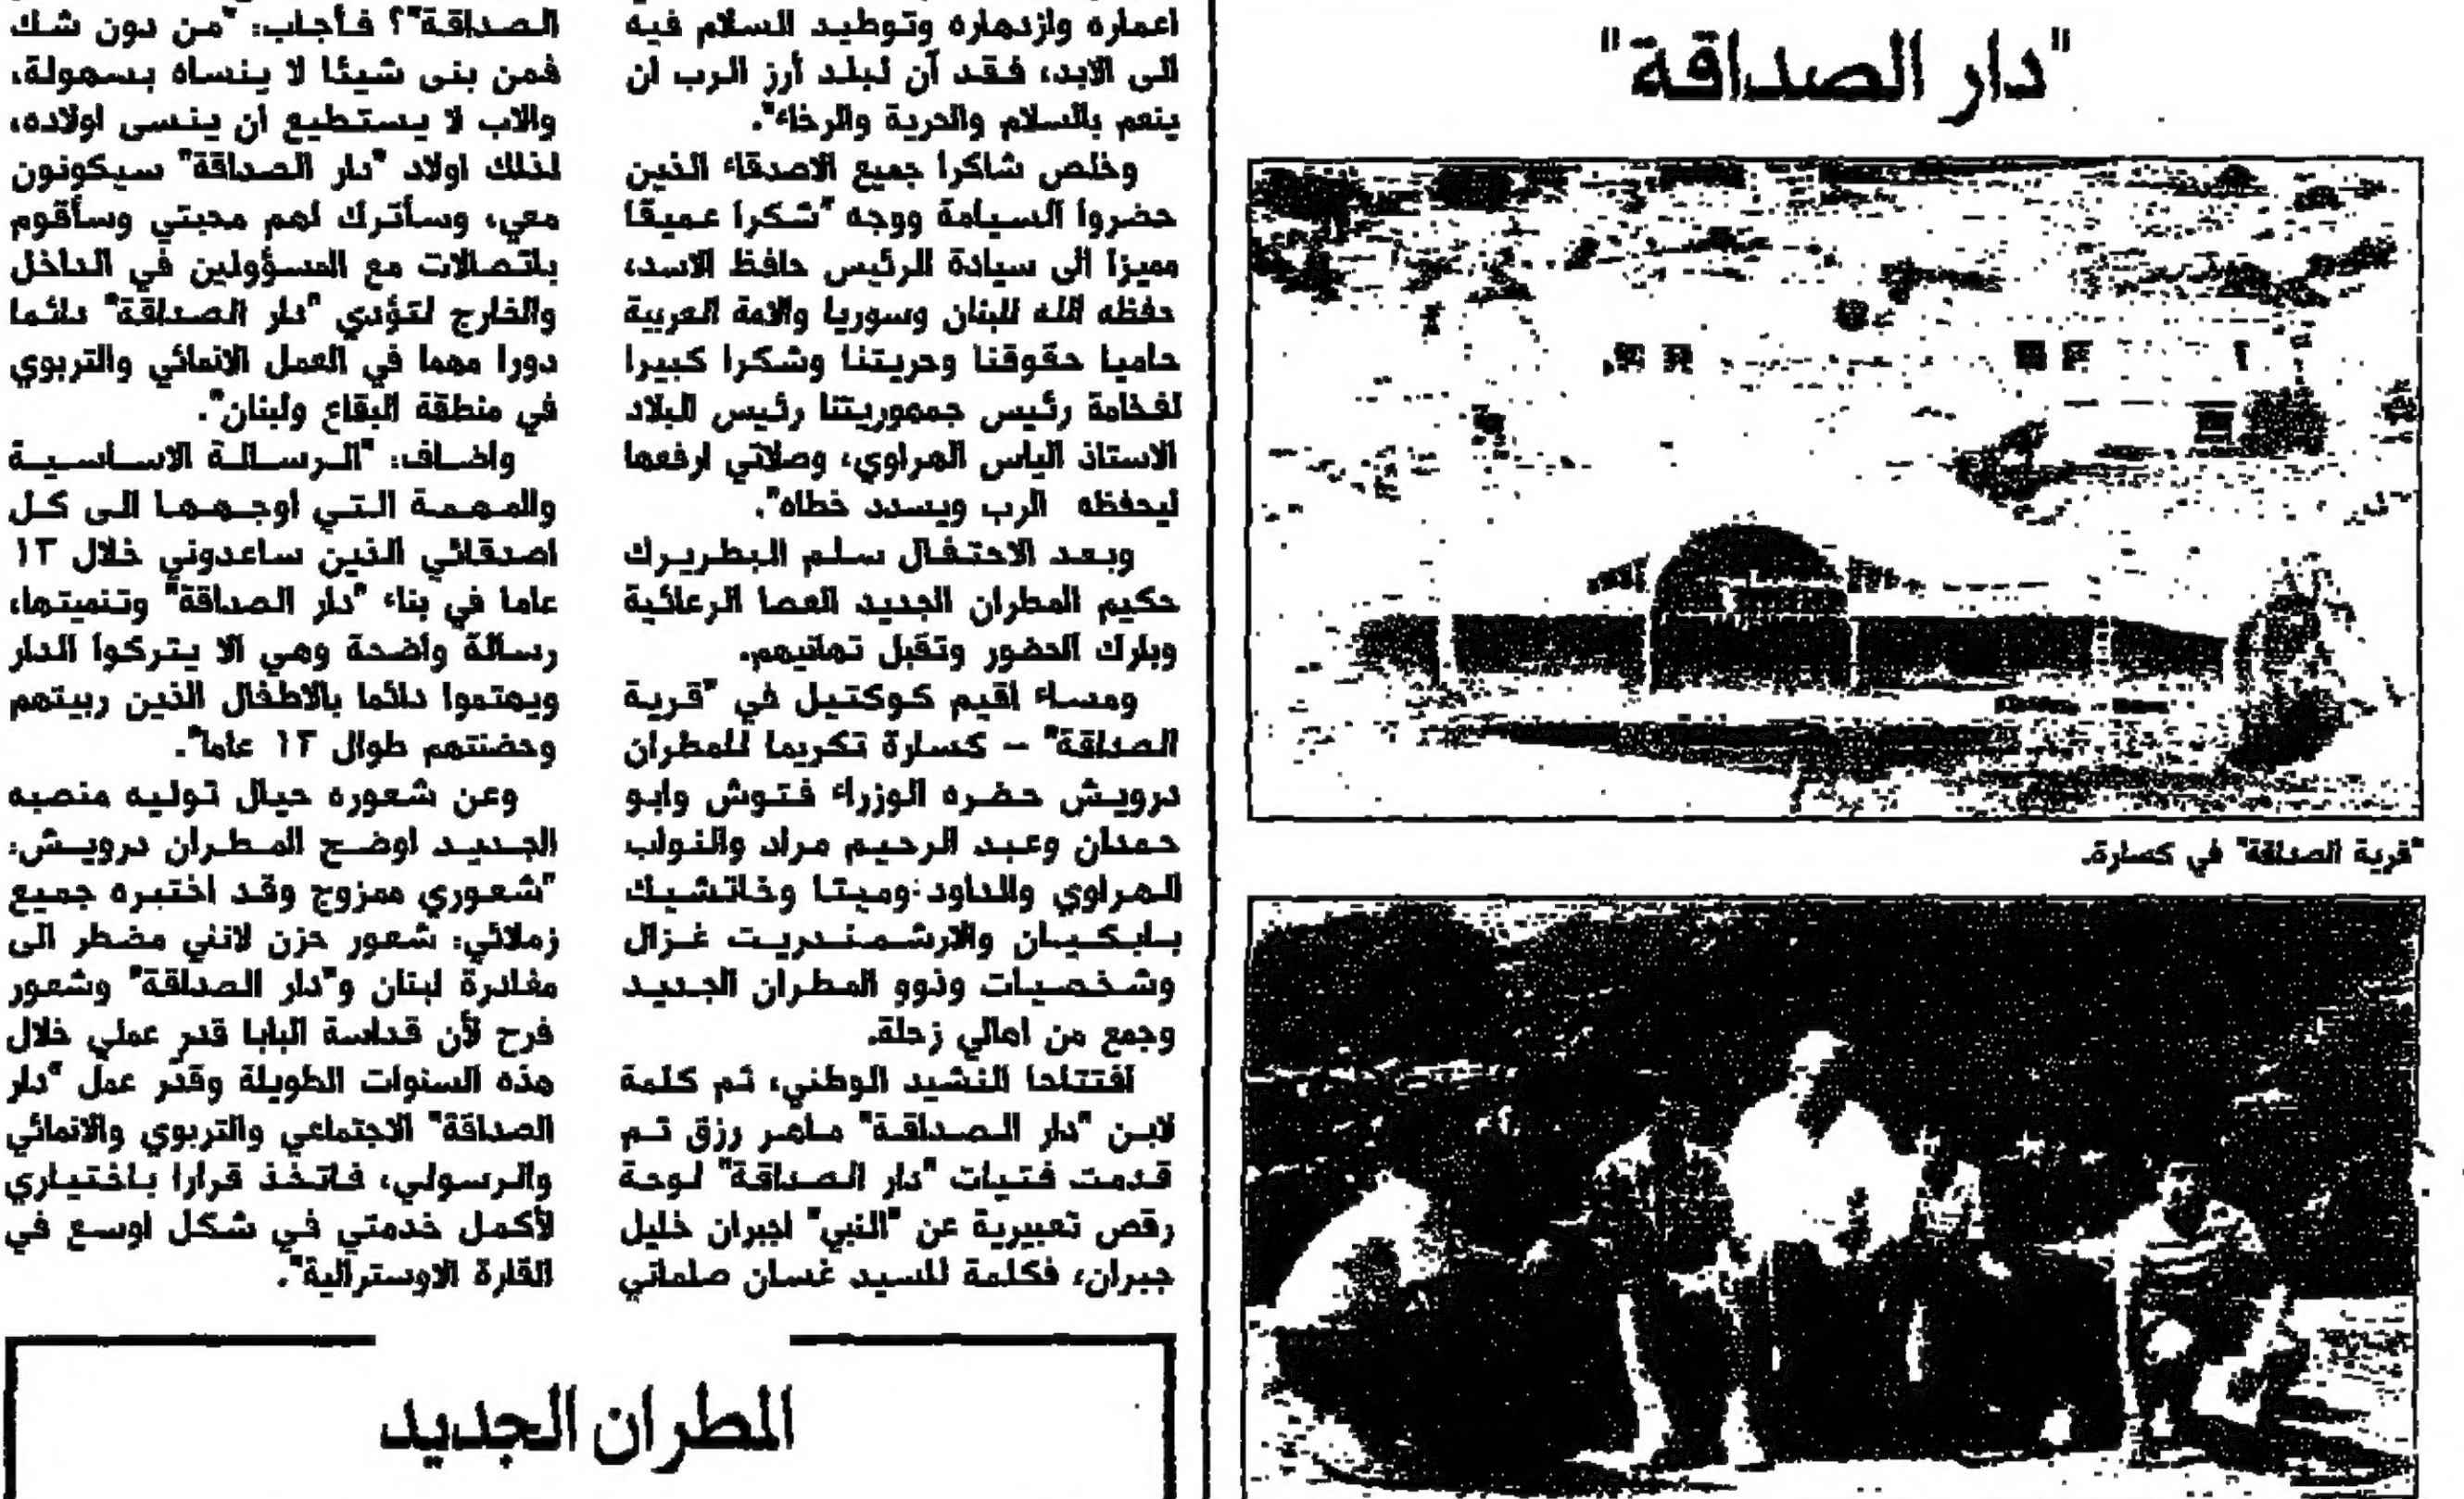 "دار الصداقة"
"قرية الصداقة" في كسارة.
اعماره وازدهاره وتوطيد السلام فيه
الى الابد، فقد آن لبلد أرز الرب ان
ينعم بالسلام والحرية والرخاء".
وخلص شاكرا جميع الاصدقاء الذين
حضروا السيامة ووجه "شكرا عميقا
مميزا الى سيادة الرئيس حافظ الاسد،
حفظه الله للبنان وسوريا والامة العربية
حاميا حقوقنا وحريتنا وشكرا كبيرا
لفخامة رئيس جمهوريتنا رئيس البلاد
الاستاذ الياس الهراوي، وصلاتي ارفعها
ليحفظه الرب ويسدد خطاه".
وبعد الاحتفال سلم البطريرك
حكيم المطران الجديد العصا الرعائية
وبارك الحضور وتقبل تهانيهم.
ومساء اقيم كوكتيل في "قرية
الصداقة" – كسارة تكريما للمطران
درويش حضره الوزراء فتوش وابو
حمدان وعبد الرحيم مراد والنواب
الهراوي والداود وميتا وخاتشيك
بابكيان والارشمندريت غزال
وشخصيات وذوو المطران الجديد
وجمع من اهالي زحلة.
افتتاحا النشيد الوطني، ثم كلمة
لابن "دار الصداقة" ماهر رزق ثم
قدمت فتيات "دار الصداقة" لوحة
رقص تعبيرية عن "النبي" لجبران خليل
جبران، فكلمة للسيد غسان صلماني
الصداقة"؟ فأجاب: "من دون شك
فمن بنى شيئا لا ينساه بسهولة،
والاب لا يستطيع ان ينسى اولاده،
لذلك اولاد "دار الصداقة" سيكونون
معي، وسأترك لهم محبتي وسأقوم
باتصالات مع المسؤولين في الداخل
والخارج لتؤدي "دار الصداقة" دائما
دورا مهما في العمل الانمائي والتربوي
في منطقة البقاع ولبنان".
واضاف: "الرسالة الاساسية
والمهمة التي اوجهها الى كل
اصدقائي الذين ساعدوني خلال ١٣
عاما في بناء "دار الصداقة" وتنميتها،
رسالة واضحة وهي الا يتركوا الدار
ويهتموا دائما بالاطفال الذين ربيتهم
وحضنتهم طوال ١٣ عاما".
وعن شعوره حيال توليه منصبه
الجديد اوضح المطران درويش:
"شعوري ممزوج وقد اختبره جميع
زملائي: شعور حزن لانني مضطر الى
مغادرة لبنان و"دار الصداقة" وشعور
فرح لأن قداسة البابا قدر عملي خلال
هذه السنوات الطويلة وقدّر عمل "دار
الصداقة" الاجتماعي والتربوي والانمائي
والرسولي، فاتخذ قرارا باختياري
لأكمل خدمتي في شكل اوسع في
القارة الاوسترالية".
المطران الجديد